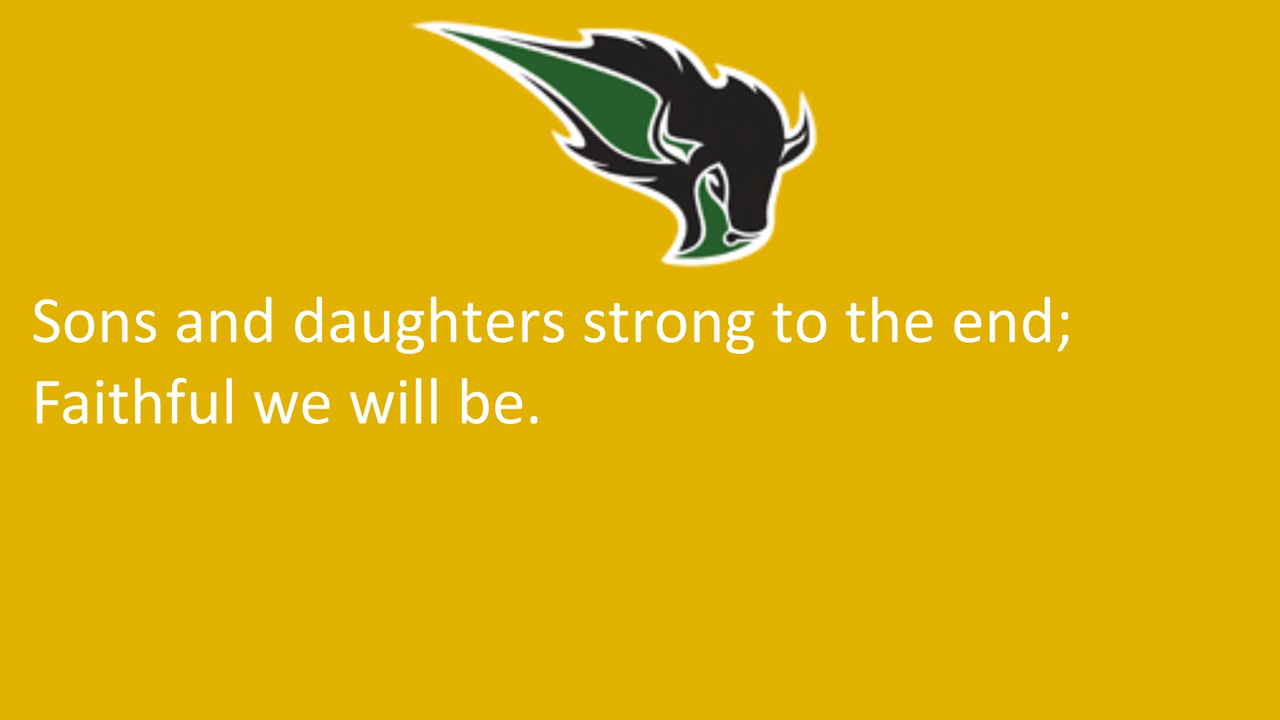 Sons and daughters strong to the end;
Faithful we will be.